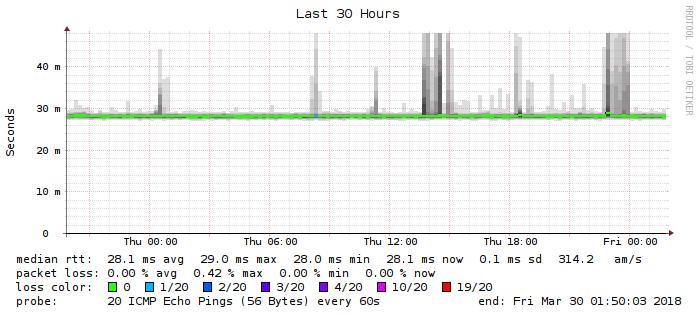 Last 30 Hours
RRDTOOL / TOBI OETIKER
Seconds
40 m
30 m
20 m
10 m
0
Thu 00:00 Thu 06:00 Thu 12:00 Thu 18:00 Fri 00:00
median rtt: 28.1 ms avg 29.0 ms max 28.0 ms min 28.1 ms now 0.1 ms sd 314.2 am/s
packet loss: 0.00 % avg 0.42 % max 0.00 % min 0.00 % now
loss color: 0 1/20 2/20 3/20 4/20 10/20 19/20
probe: 20 ICMP Echo Pings (56 Bytes) every 60s end: Fri Mar 30 01:50:03 2018